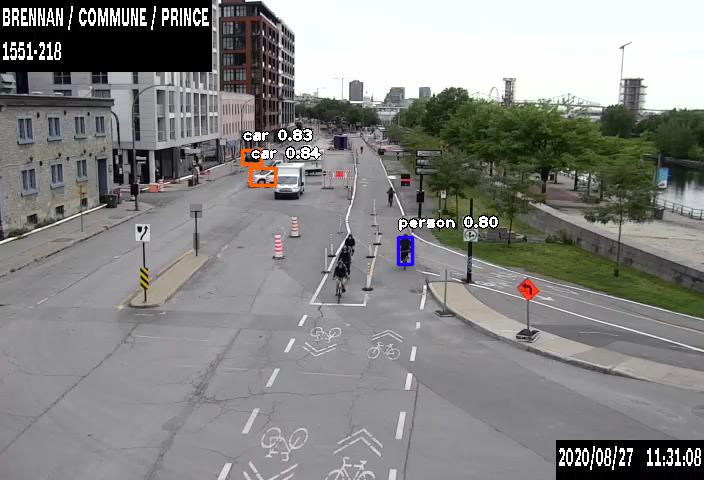 BRENNAN / COMMUNE / PRINCE
1551-218
car 0.83
car 0.84
person 0.80
2020/08/27 11:31:08